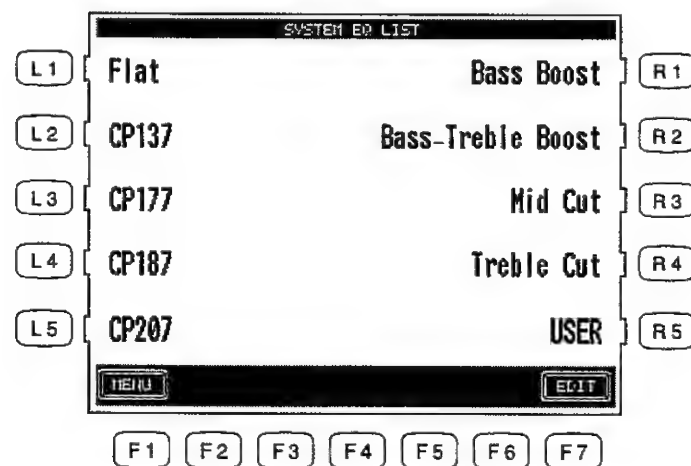 SYSTEM EQ LIST
L1 Flat Bass Boost R1
L2 CP137 Bass-Treble Boost R2
L3 CP177 Mid Cut R3
L4 CP187 Treble Cut R4
L5 CP207 USER R5
MENU EDIT
F1 F2 F3 F4 F5 F6 F7